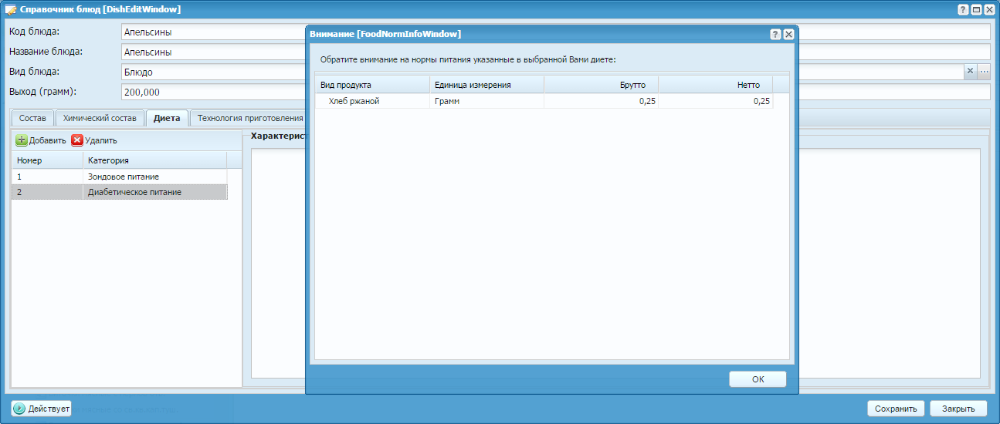 Справочник блюд [DishEditWindow]
Код блюда: Апельсины
Название блюда: Апельсины
Вид блюда: Блюдо
Выход (грамм): 200,000
Состав Химический состав Диета Технология приготовления
Добавить Удалить
Номер Категория
1 Зондовое питание
2 Диабетическое питание
Характерист
Внимание [FoodNormInfoWindow]
Обратите внимание на нормы питания указанные в выбранной Вами диете:
Вид продукта Единица измерения Брутто Нетто
Хлеб ржаной Грамм 0,25 0,25
ОК
Действует Сохранить Закрыть